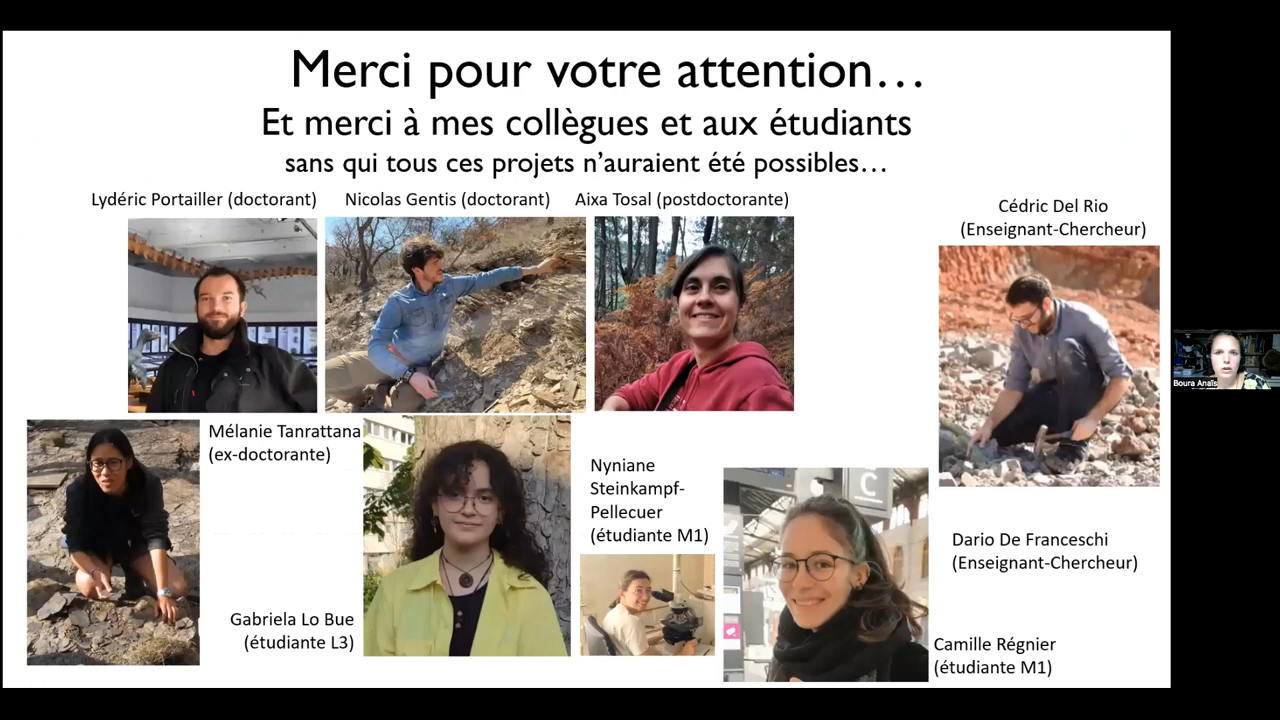 Merci pour votre attention…
Et merci à mes collègues et aux étudiants
sans qui tous ces projets n’auraient été possibles…
Lydéric Portailler (doctorant)
Nicolas Gentis (doctorant)
Aixa Tosal (postdoctorante)
Cédric Del Rio
(Enseignant-Chercheur)
Boura Anaïs
Mélanie Tanrattana
(ex-doctorante)
Nyniane
Steinkampf-
Pellecuer
(étudiante M1)
C
Dario De Franceschi
(Enseignant-Chercheur)
Gabriela Lo Bue
(étudiante L3)
Camille Régnier
(étudiante M1)